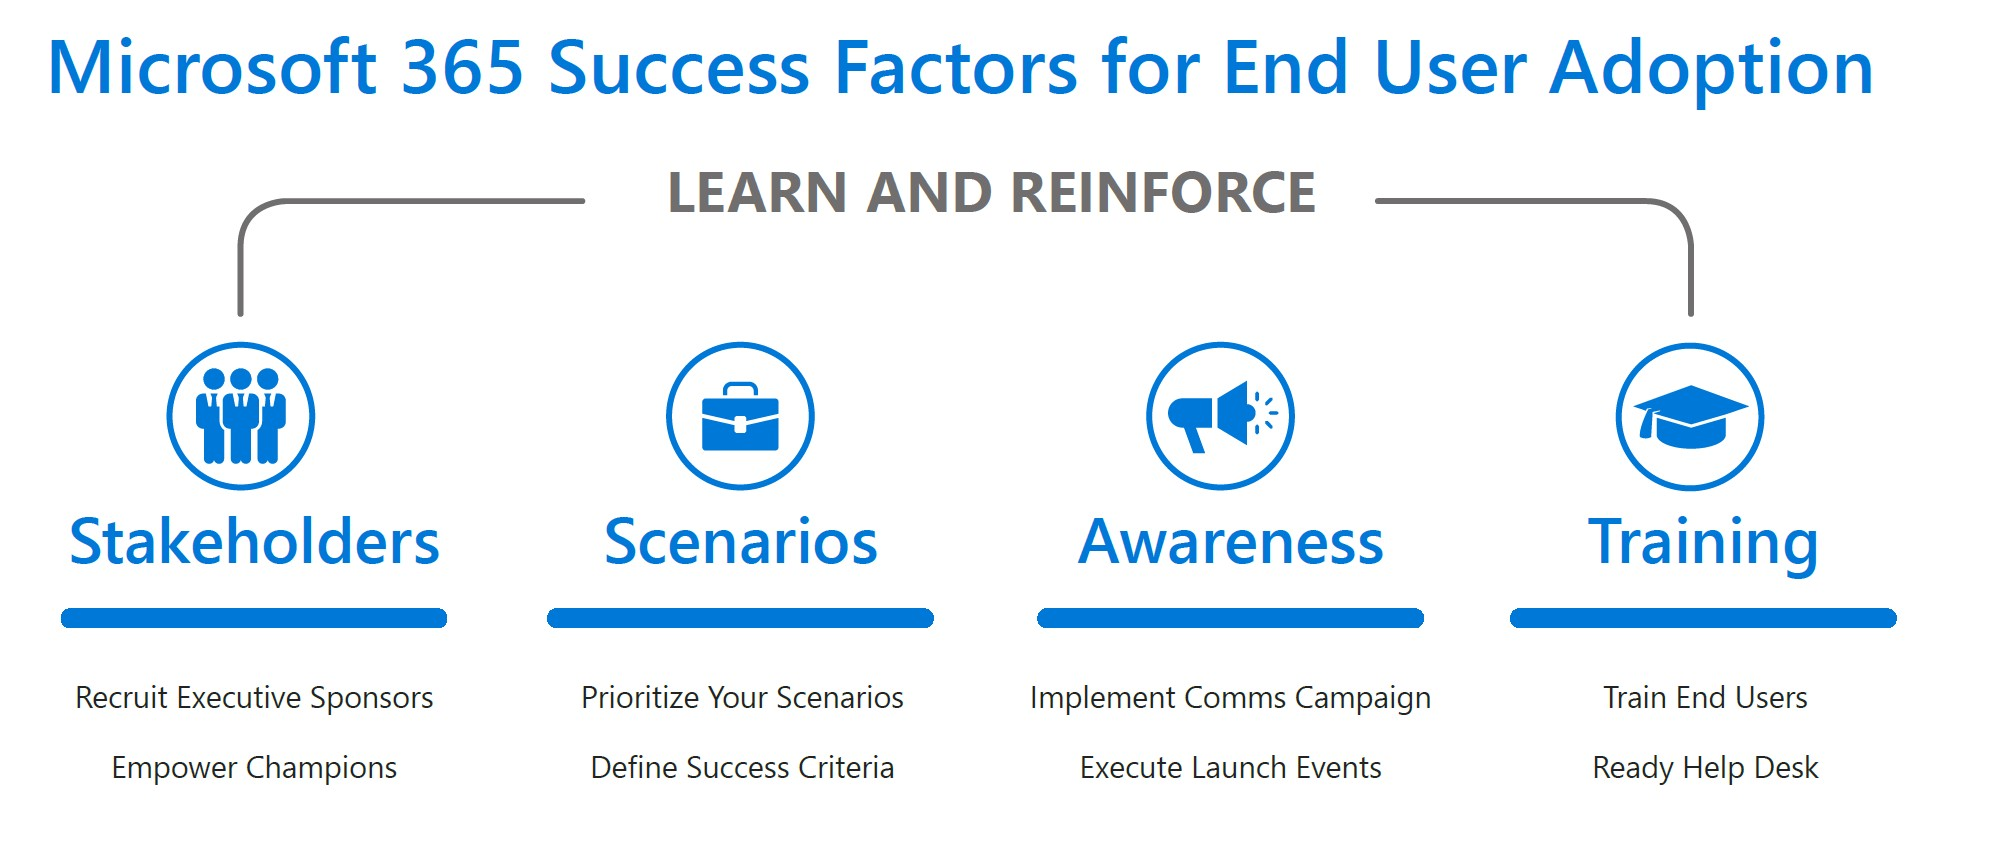 Microsoft 365 Success Factors for End User Adoption
LEARN AND REINFORCE
Stakeholders
Recruit Executive Sponsors
Empower Champions
Scenarios
Prioritize Your Scenarios
Define Success Criteria
Awareness
Implement Comms Campaign
Execute Launch Events
Training
Train End Users
Ready Help Desk